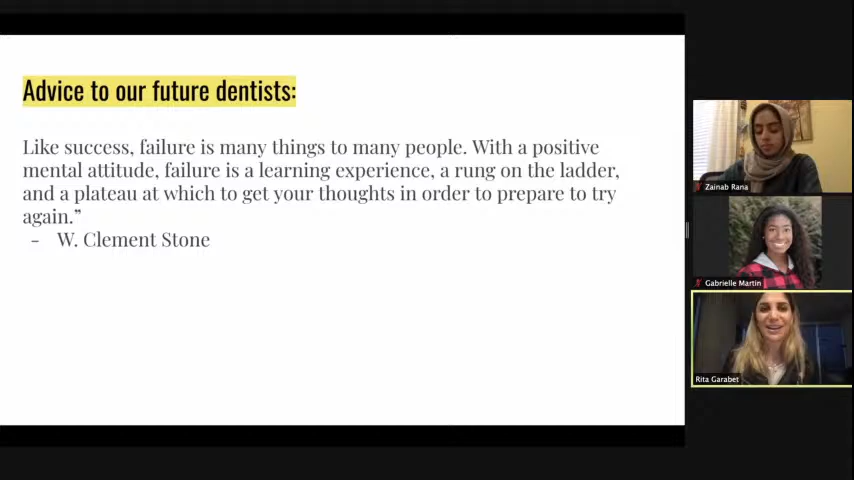 Advice to our future dentists:
Like success, failure is many things to many people. With a positive
mental attitude, failure is a learning experience, a rung on the ladder,
and a plateau at which to get your thoughts in order to prepare to try
again.”
- W. Clement Stone
Zainab Rana
Gabrielle Martin
Rita Garabet